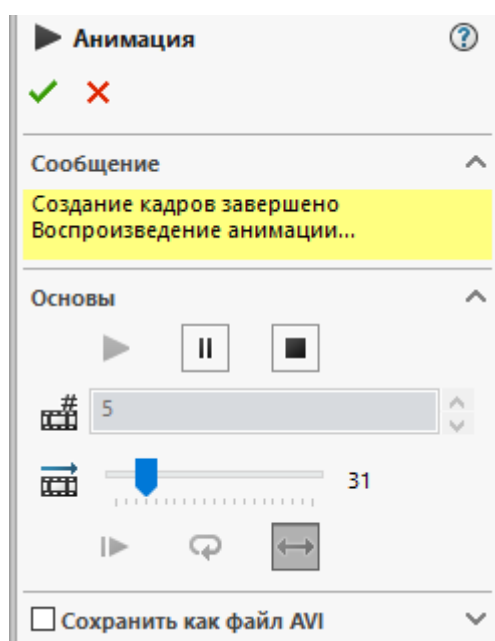 Анимация
Сообщение
Создание кадров завершено
Воспроизведение анимации...
Основы
5
31
Сохранить как файл AVI